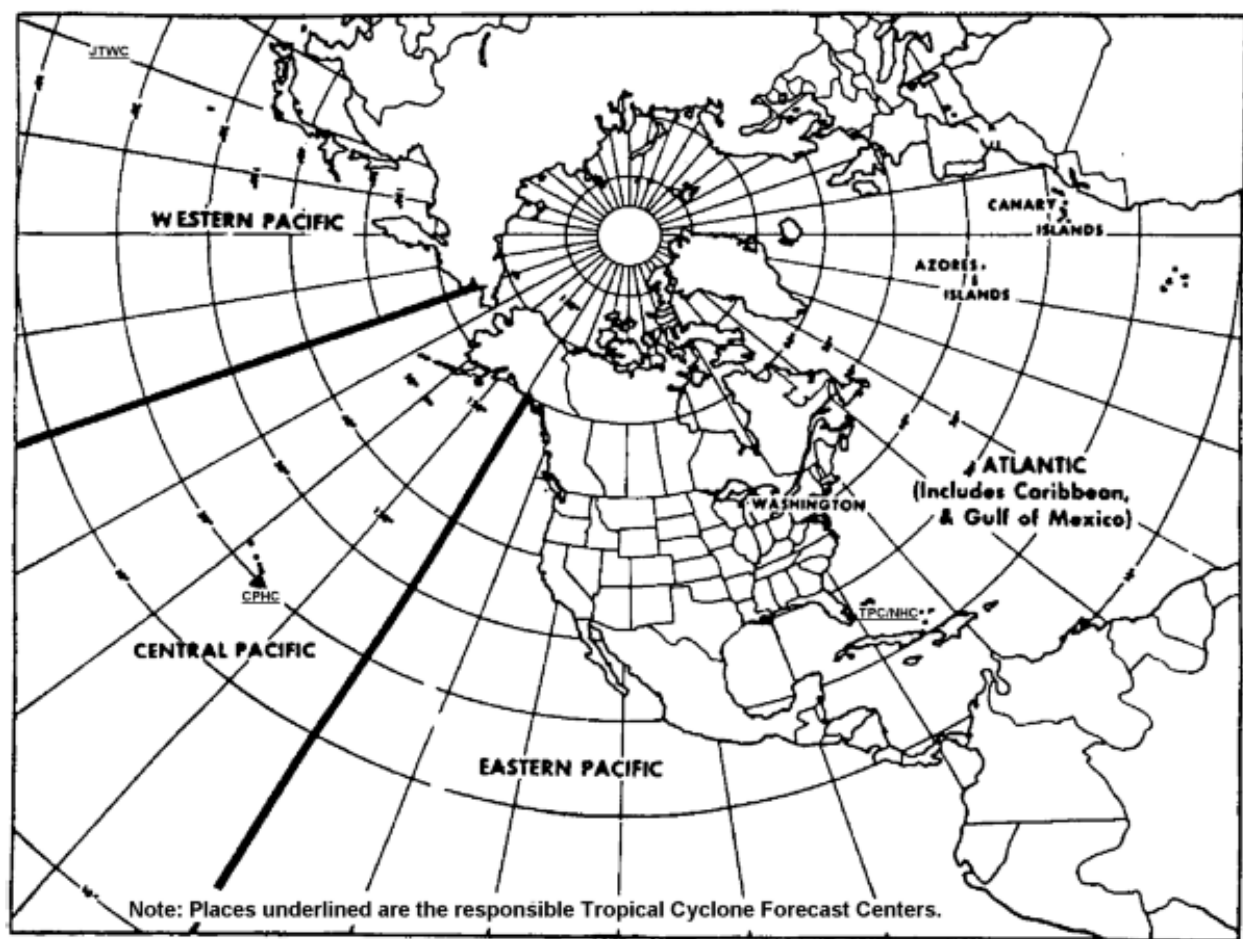 JTWC
WESTERN PACIFIC
CANARY
ISLANDS
AZORES
ISLANDS
ATLANTIC
(Includes Caribbean,
& Gulf of Mexico)
WASHINGTON
CPHC
TPC/NHC
CENTRAL PACIFIC
EASTERN PACIFIC
Note: Places underlined are the responsible Tropical Cyclone Forecast Centers.